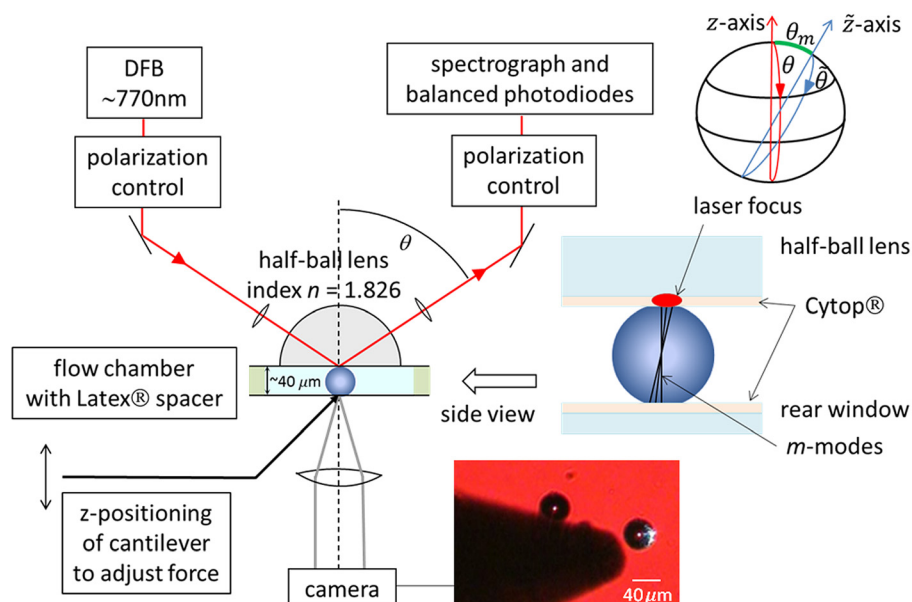 DFB
~770nm
polarization
control
spectrograph and
balanced photodiodes
polarization
control
z-axis
θm
z̃-axis
θ
θ̃
θ
half-ball lens
index n = 1.826
laser focus
half-ball lens
Cytop®
rear window
m-modes
flow chamber
with Latex® spacer
~40 μm
side view
z-positioning
of cantilever
to adjust force
camera
40 μm